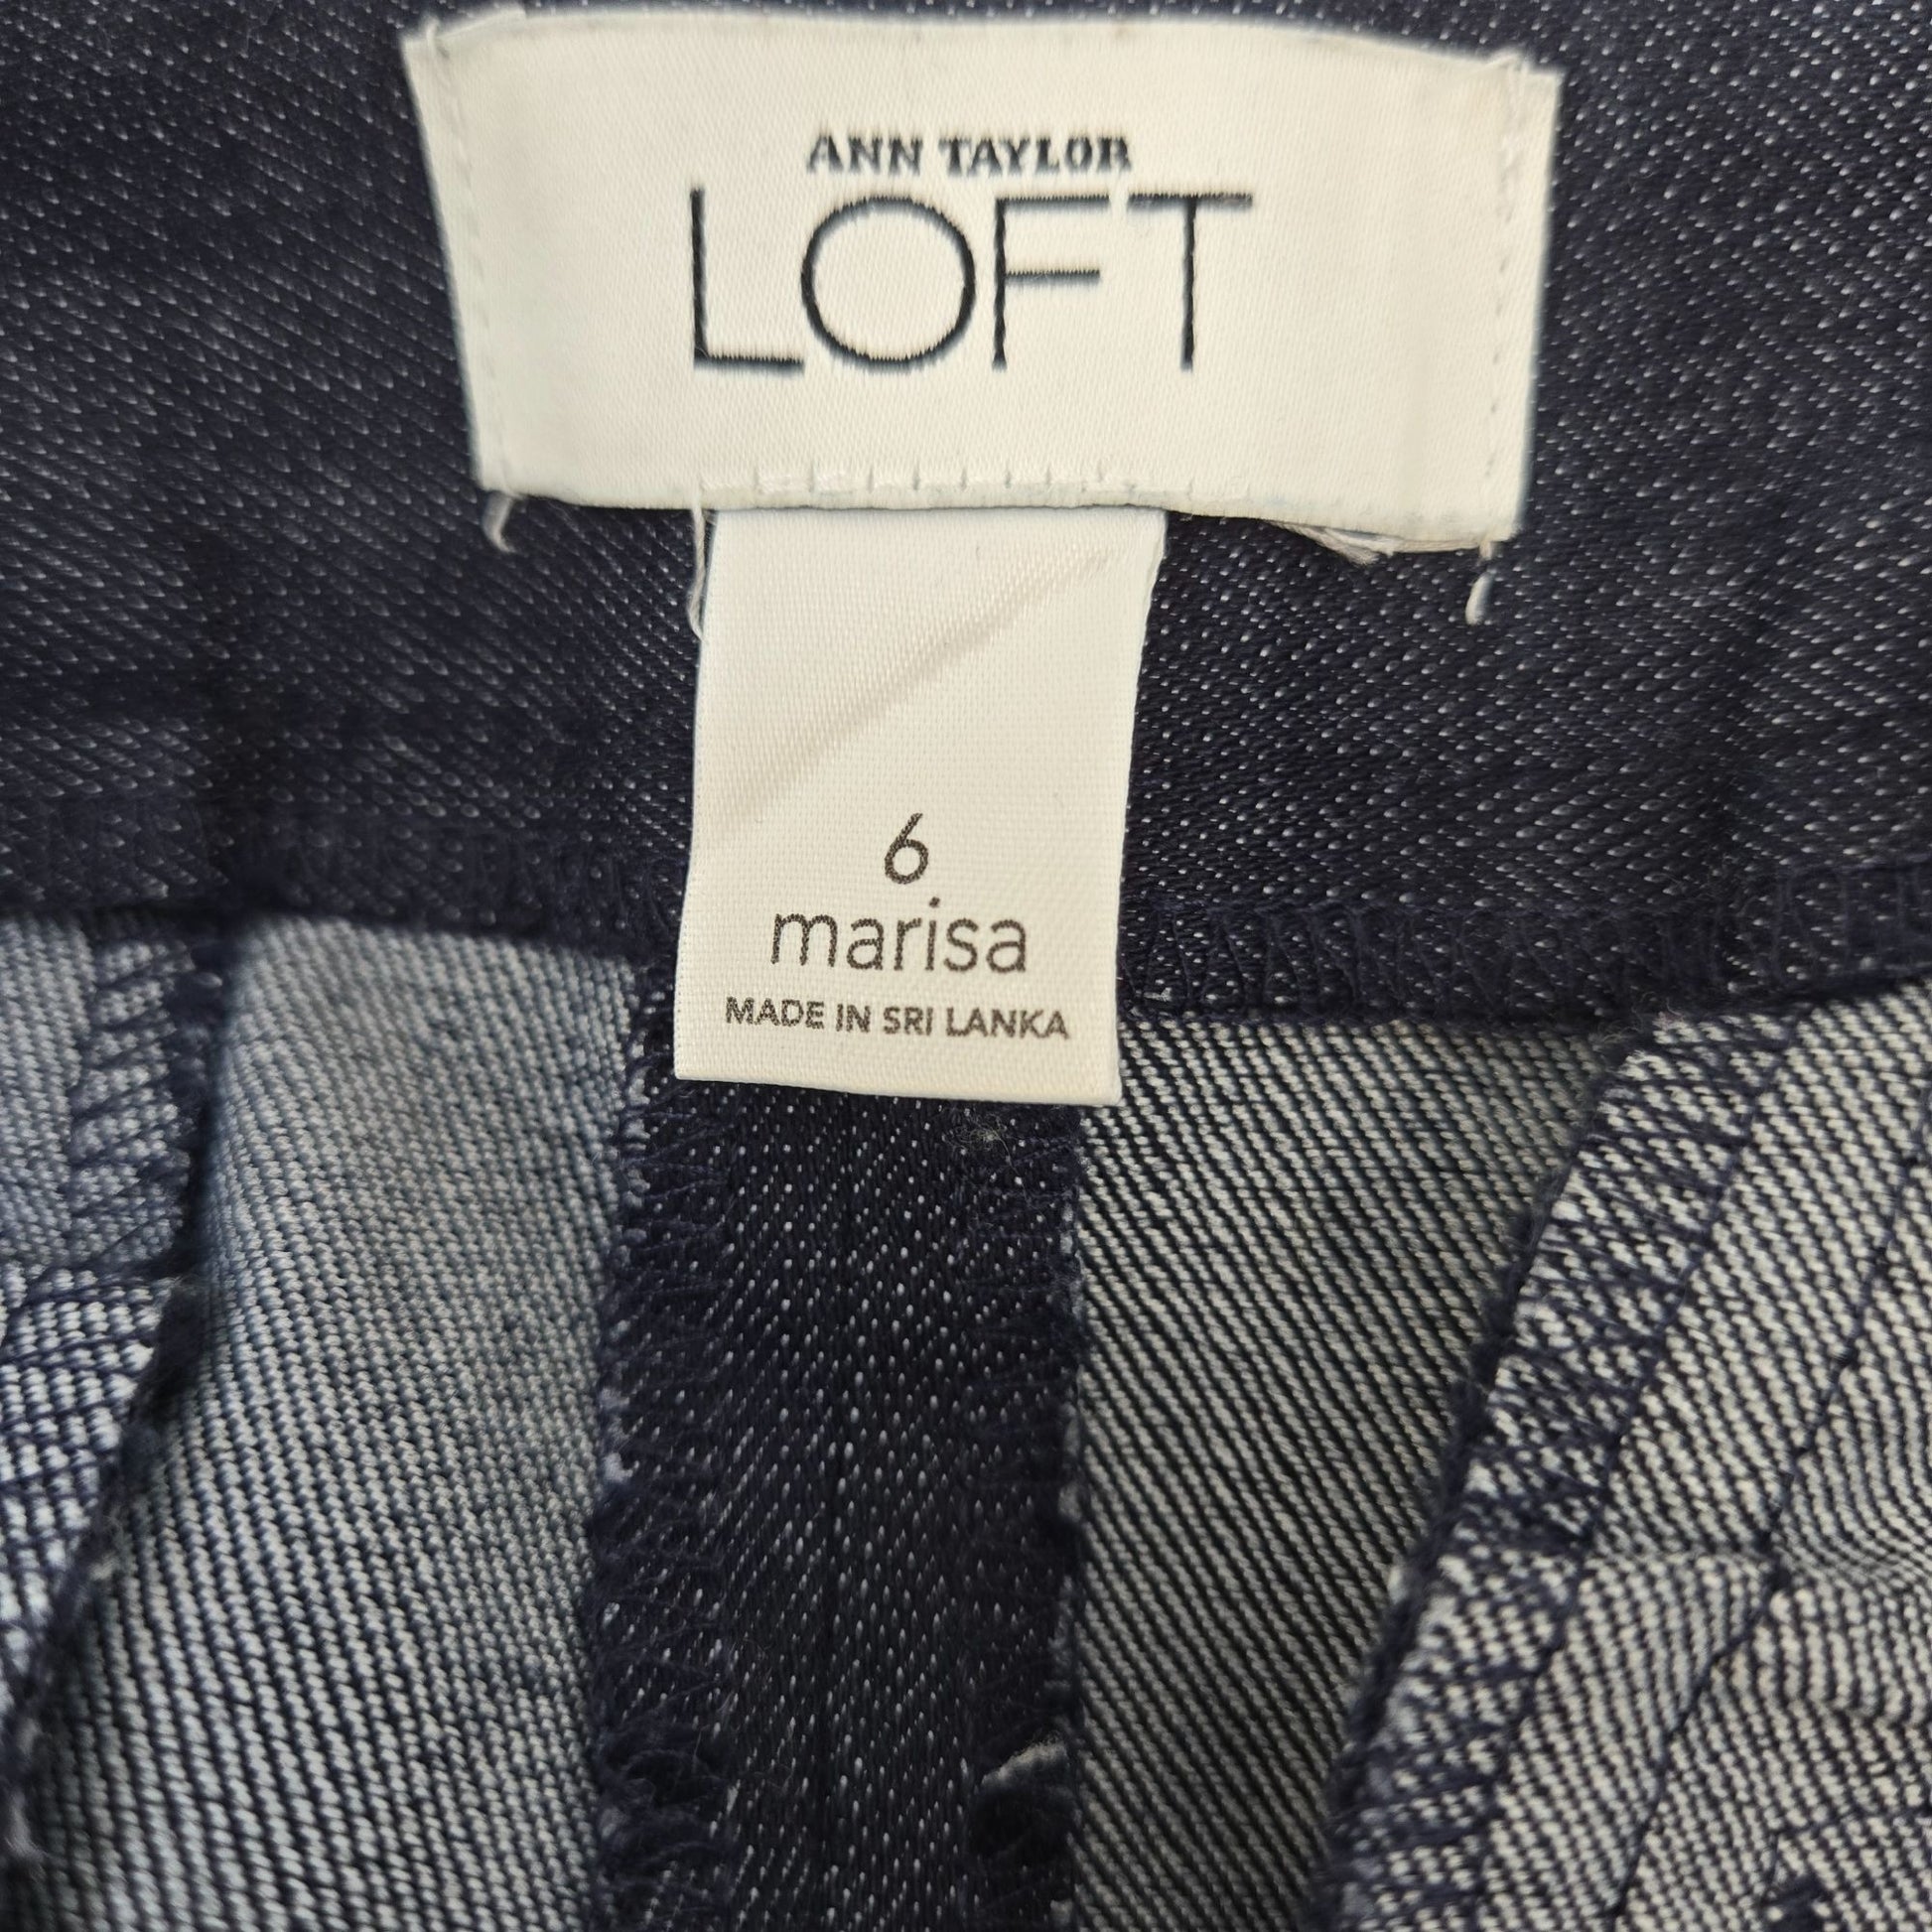 ANN TAYLOR
LOFT
6
marisa
MADE IN SRI LANKA